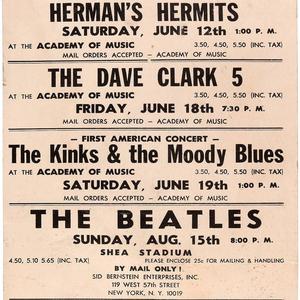 HERMAN'S HERMITS
SATURDAY, JUNE 12th 1:00 P. M.
AT THE ACADEMY OF MUSIC 3.50, 4.50, 5.50 (INC. TAX)
MAIL ORDERS ACCEPTED - ACADEMY OF MUSIC
THE DAVE CLARK 5
FRIDAY, JUNE 18th 7:30 P. M.
AT THE ACADEMY OF MUSIC 3.50, 4.50, 5.50 (INC. TAX)
MAIL ORDERS ACCEPTED - ACADEMY OF MUSIC
- FIRST AMERICAN CONCERT -
The Kinks & the Moody Blues
AT THE ACADEMY OF MUSIC 3.50, 4.50, 5.50 (INC. TAX)
SATURDAY, JUNE 19th 1:00 P. M.
MAIL ORDERS ACCEPTED - ACADEMY OF MUSIC
THE BEATLES
SUNDAY, AUG. 15th 8:00 P. M.
SHEA STADIUM
4.50, 5.10 5.65 (INC. TAX) PLEASE ENCLOSE 25c FOR MAILING & HANDLING
BY MAIL ONLY!
SID BERNSTEIN ENTERPRISES, INC.
119 WEST 57th STREET
NEW YORK, N. Y. 10019